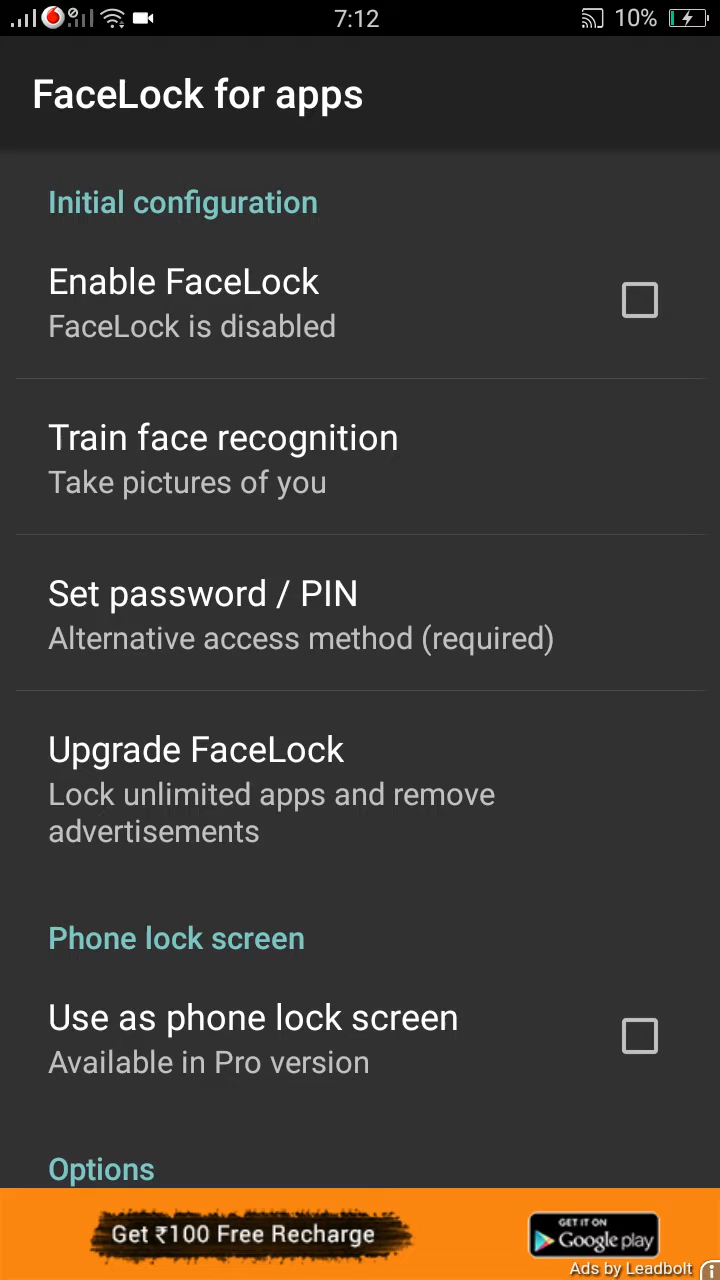 7:12
10%
FaceLock for apps
Initial configuration
Enable FaceLock
FaceLock is disabled
Train face recognition
Take pictures of you
Set password / PIN
Alternative access method (required)
Upgrade FaceLock
Lock unlimited apps and remove
advertisements
Phone lock screen
Use as phone lock screen
Available in Pro version
Options
Get ₹100 Free Recharge
GET IT ON
Google play
Ads by Leadbolt